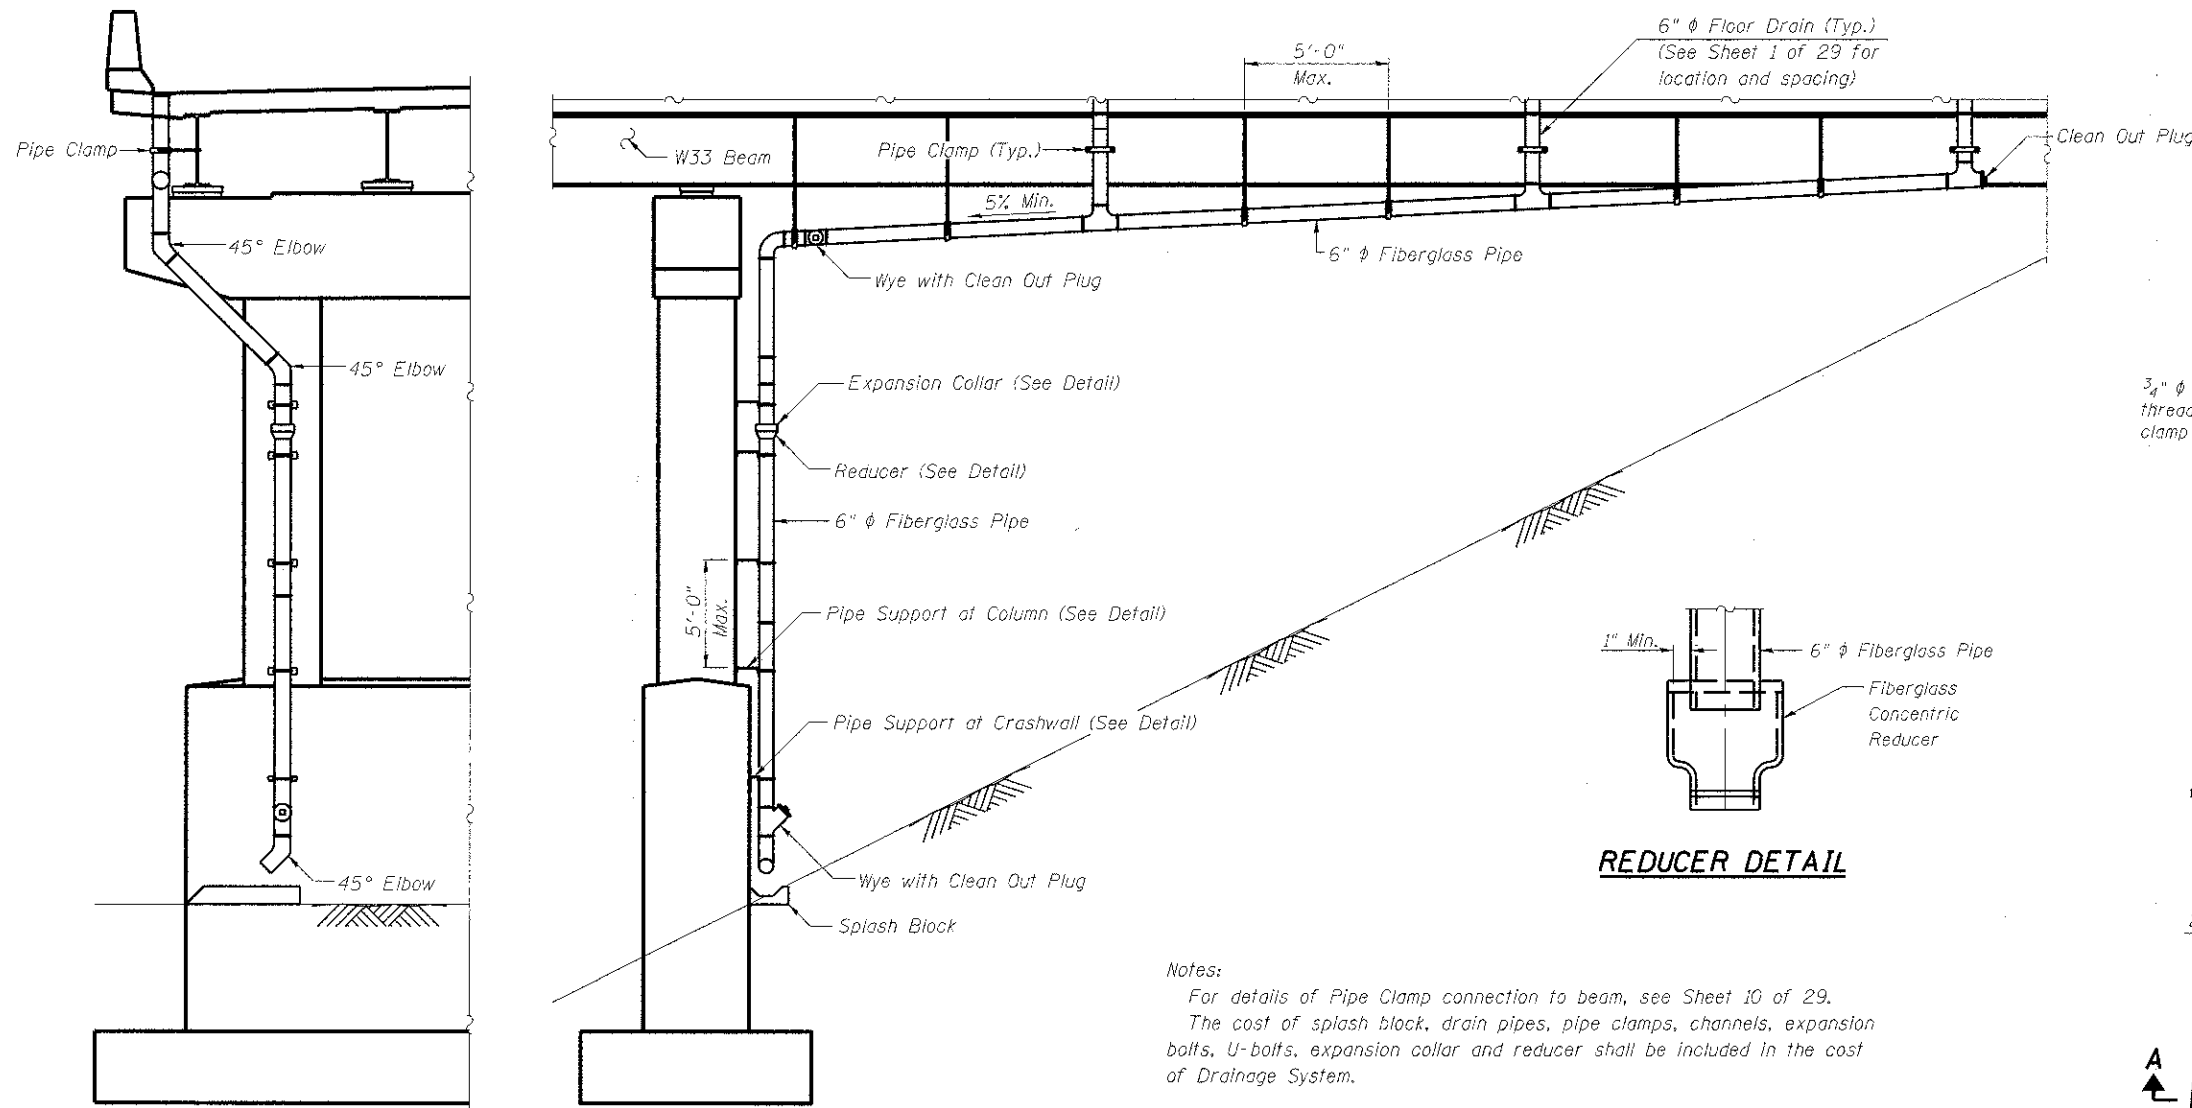 6" φ Floor Drain (Typ.)
(See Sheet 1 of 29 for
location and spacing)
5'-0"
Max.
Pipe Clamp
W33 Beam
Pipe Clamp (Typ.)
Clean Out Plug
5% Min.
45° Elbow
6" φ Fiberglass Pipe
Wye with Clean Out Plug
45° Elbow
Expansion Collar (See Detail)
3/4" φ
thread
clamp
Reducer (See Detail)
6" φ Fiberglass Pipe
5'-0"
Max.
Pipe Support at Column (See Detail)
1" Min.
6" φ Fiberglass Pipe
Fiberglass
Concentric
Reducer
Pipe Support at Crashwall (See Detail)
REDUCER DETAIL
45° Elbow
Wye with Clean Out Plug
Splash Block
Notes:
For details of Pipe Clamp connection to beam, see Sheet 10 of 29.
The cost of splash block, drain pipes, pipe clamps, channels, expansion
bolts, U-bolts, expansion collar and reducer shall be included in the cost
of Drainage System.
A